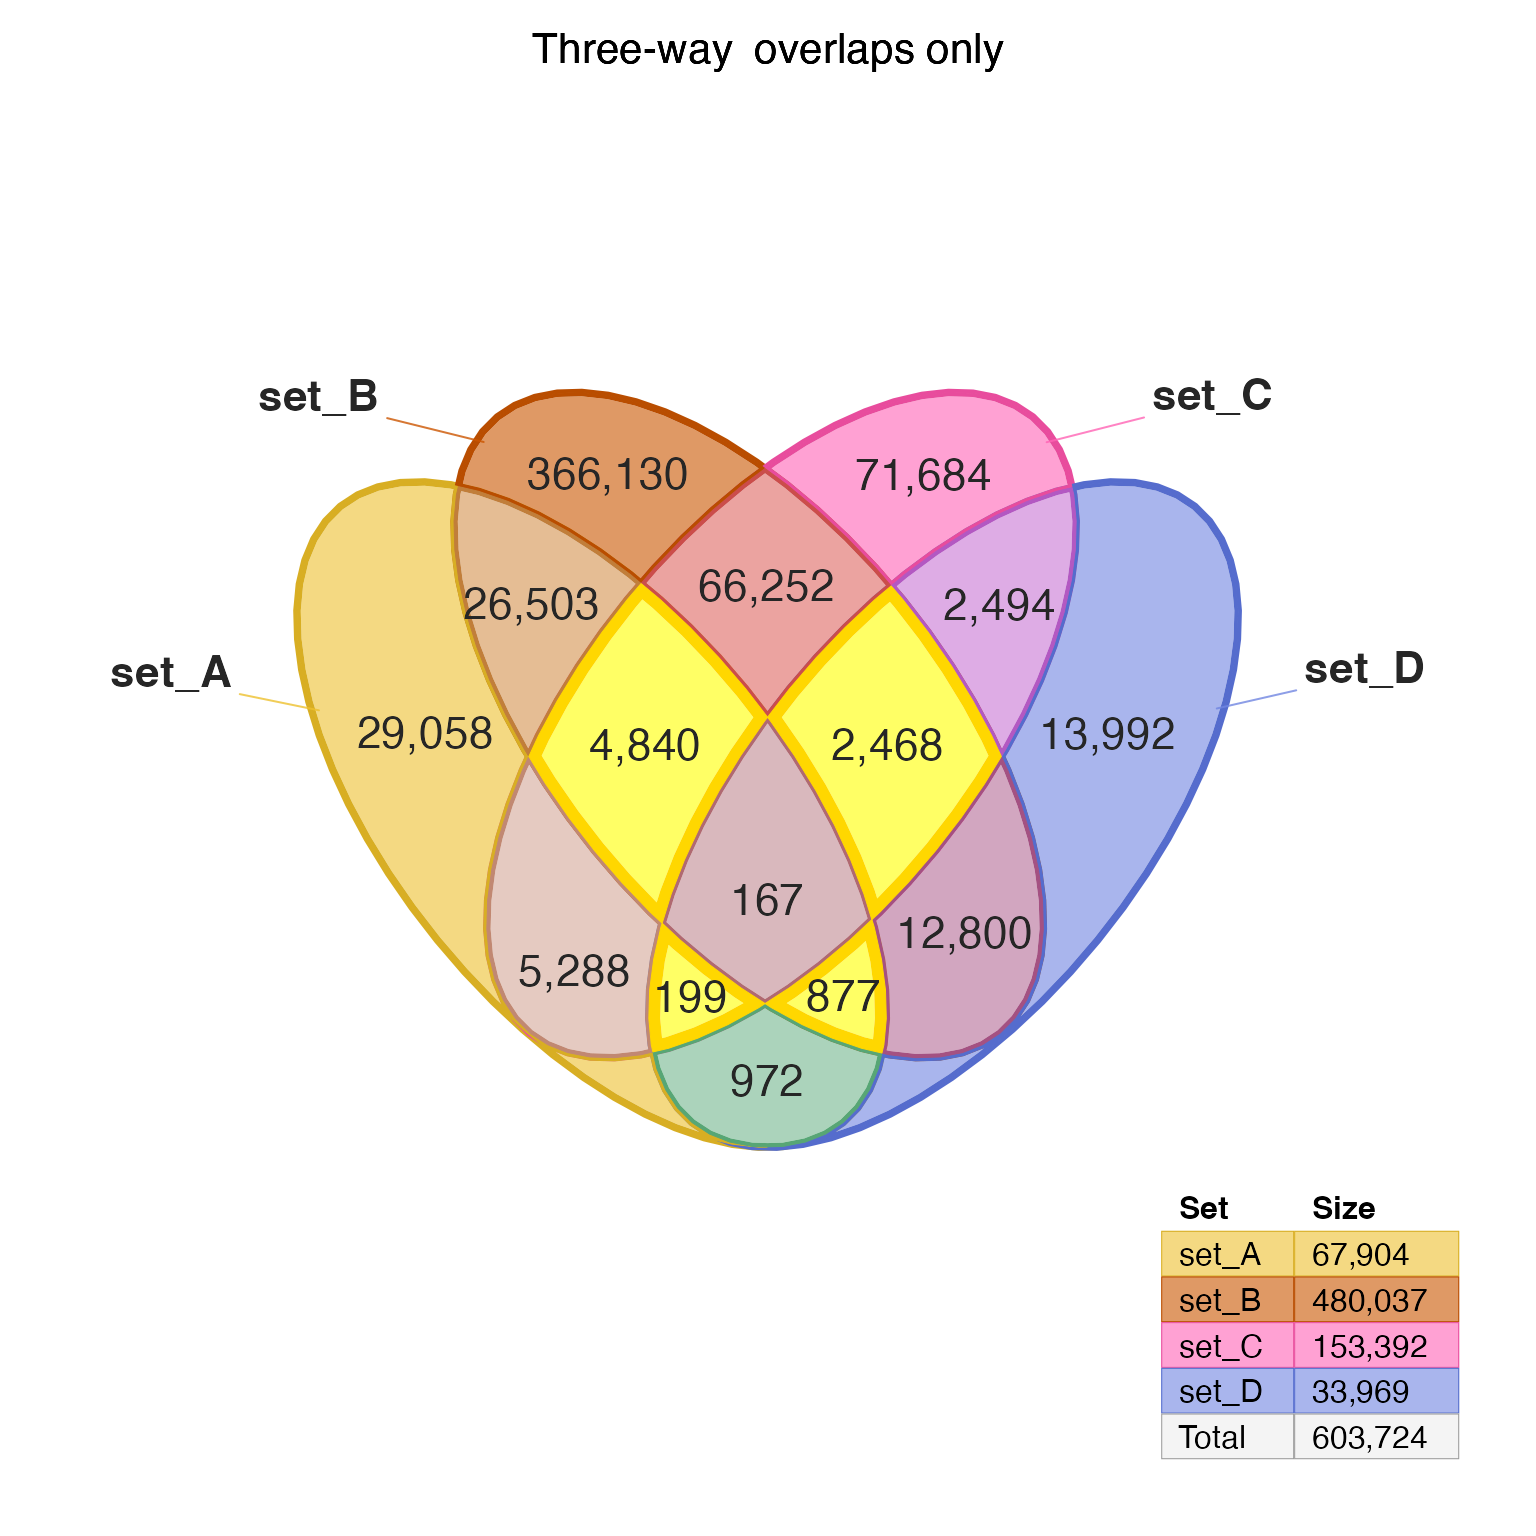 Three-way  overlaps only
set_B
set_C
366,130
71,684
66,252
26,503
2,494
set_A
set_D
29,058
4,840
2,468
13,992
167
12,800
5,288
199
877
972
Set Size
set_A 67,904
set_B 480,037
set_C 153,392
set_D 33,969
Total 603,724